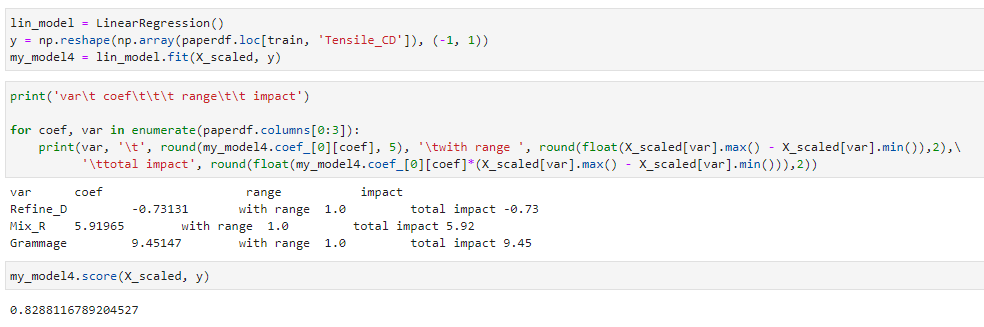 lin_model = LinearRegression()
y = np.reshape(np.array(paperdf.loc[train, 'Tensile_CD']), (-1, 1))
my_model4 = lin_model.fit(X_scaled, y)
print('var\t coef\t\t\t range\t\t impact')
for coef, var in enumerate(paperdf.columns[0:3]):
    print(var, '\t', round(my_model4.coef_[0][coef], 5), '\twith range ', round(float(X_scaled[var].max() - X_scaled[var].min()),2),\
          '\ttotal impact', round(float(my_model4.coef_[0][coef]*(X_scaled[var].max() - X_scaled[var].min())),2))
var      coef                    range           impact
Refine_D         -0.73131       with range  1.0         total impact -0.73
Mix_R    5.91965        with range  1.0         total impact 5.92
Grammage         9.45147        with range  1.0         total impact 9.45
my_model4.score(X_scaled, y)
0.8288116789204527